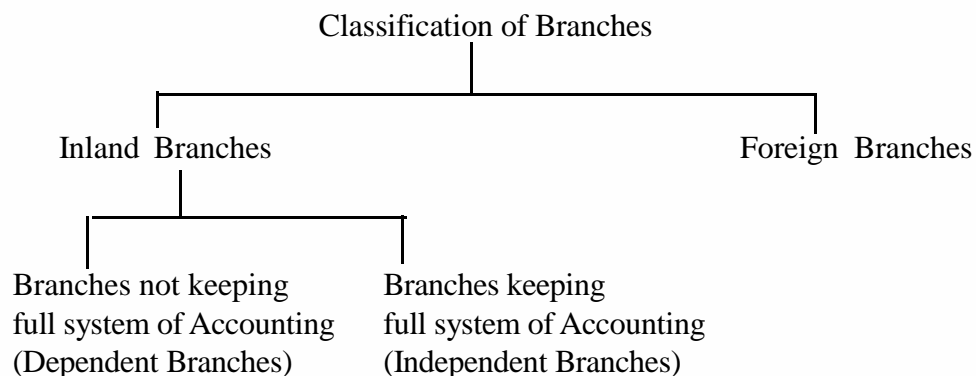 Classification of Branches
Inland Branches
Foreign Branches
Branches not keeping
full system of Accounting
(Dependent Branches)
Branches keeping
full system of Accounting
(Independent Branches)